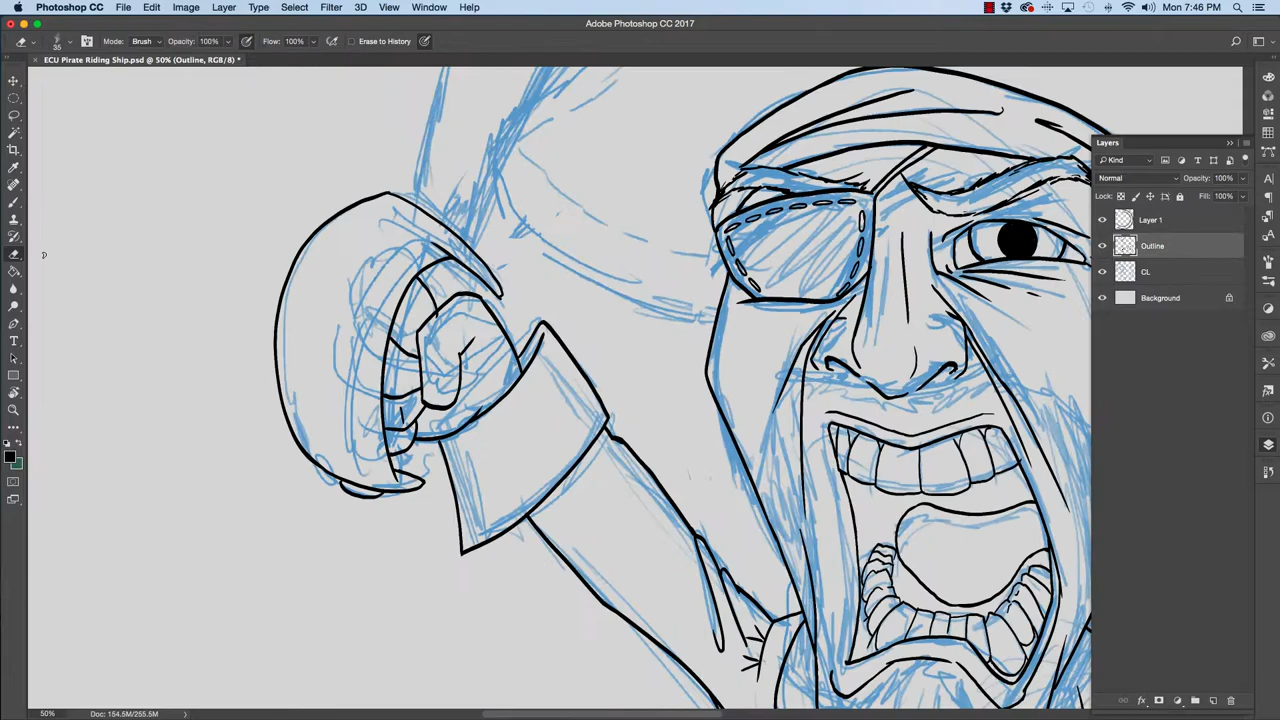 Photoshop CC File Edit Image Layer Type Select Filter 3D View Window Help Mon 7:46 PM
Adobe Photoshop CC 2017
35 Mode: Brush Opacity: 100% Flow: 100% Erase to History
ECU Pirate Riding Ship.psd @ 50% (Outline, RGB/8) *
Layers
Kind
Normal Opacity: 100%
Lock: Fill: 100%
Layer 1
Outline
CL
Background
50% Doc: 154.5M/255.5M